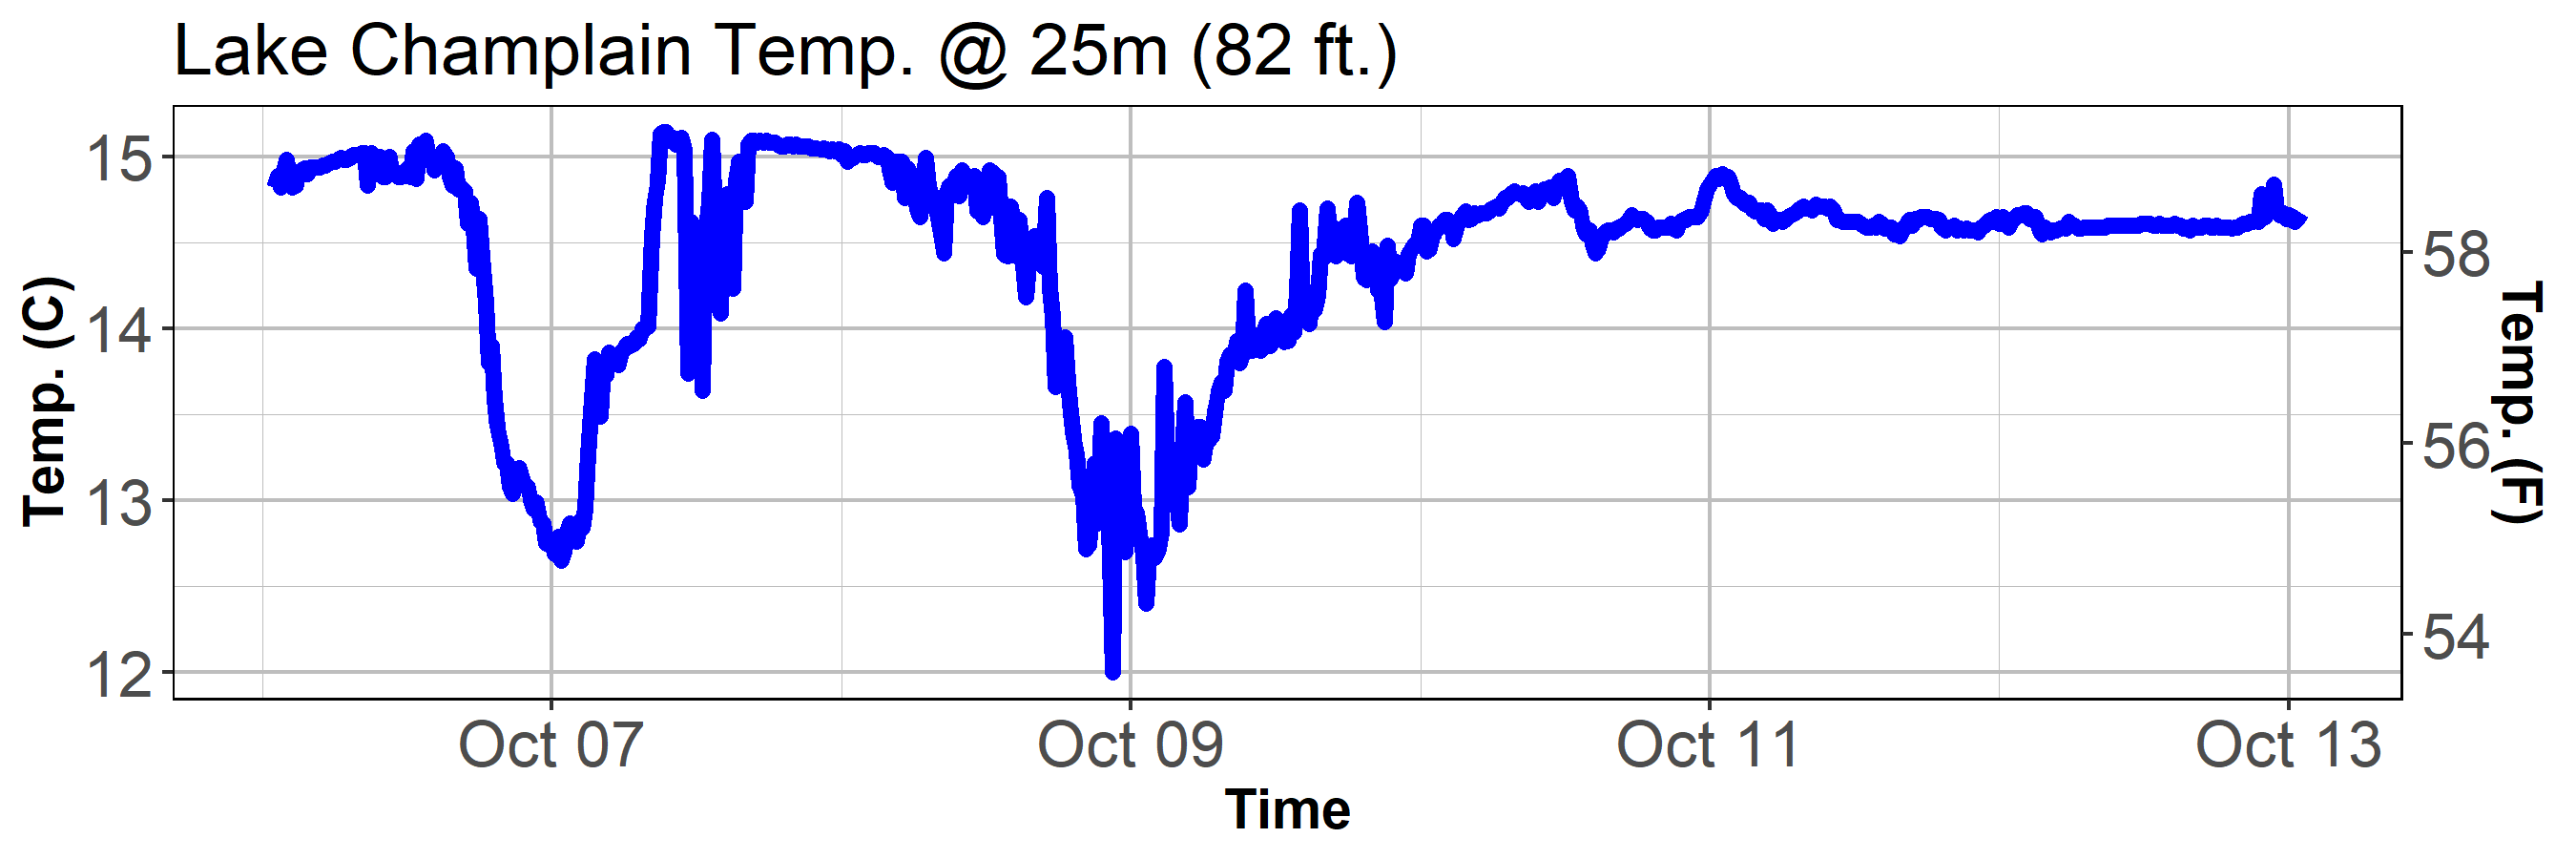 Lake Champlain Temp. @ 25m (82 ft.)
Temp. (C)
15
14
13
12
58
56
54
Temp. (F)
Oct 07 Oct 09 Oct 11 Oct 13
Time